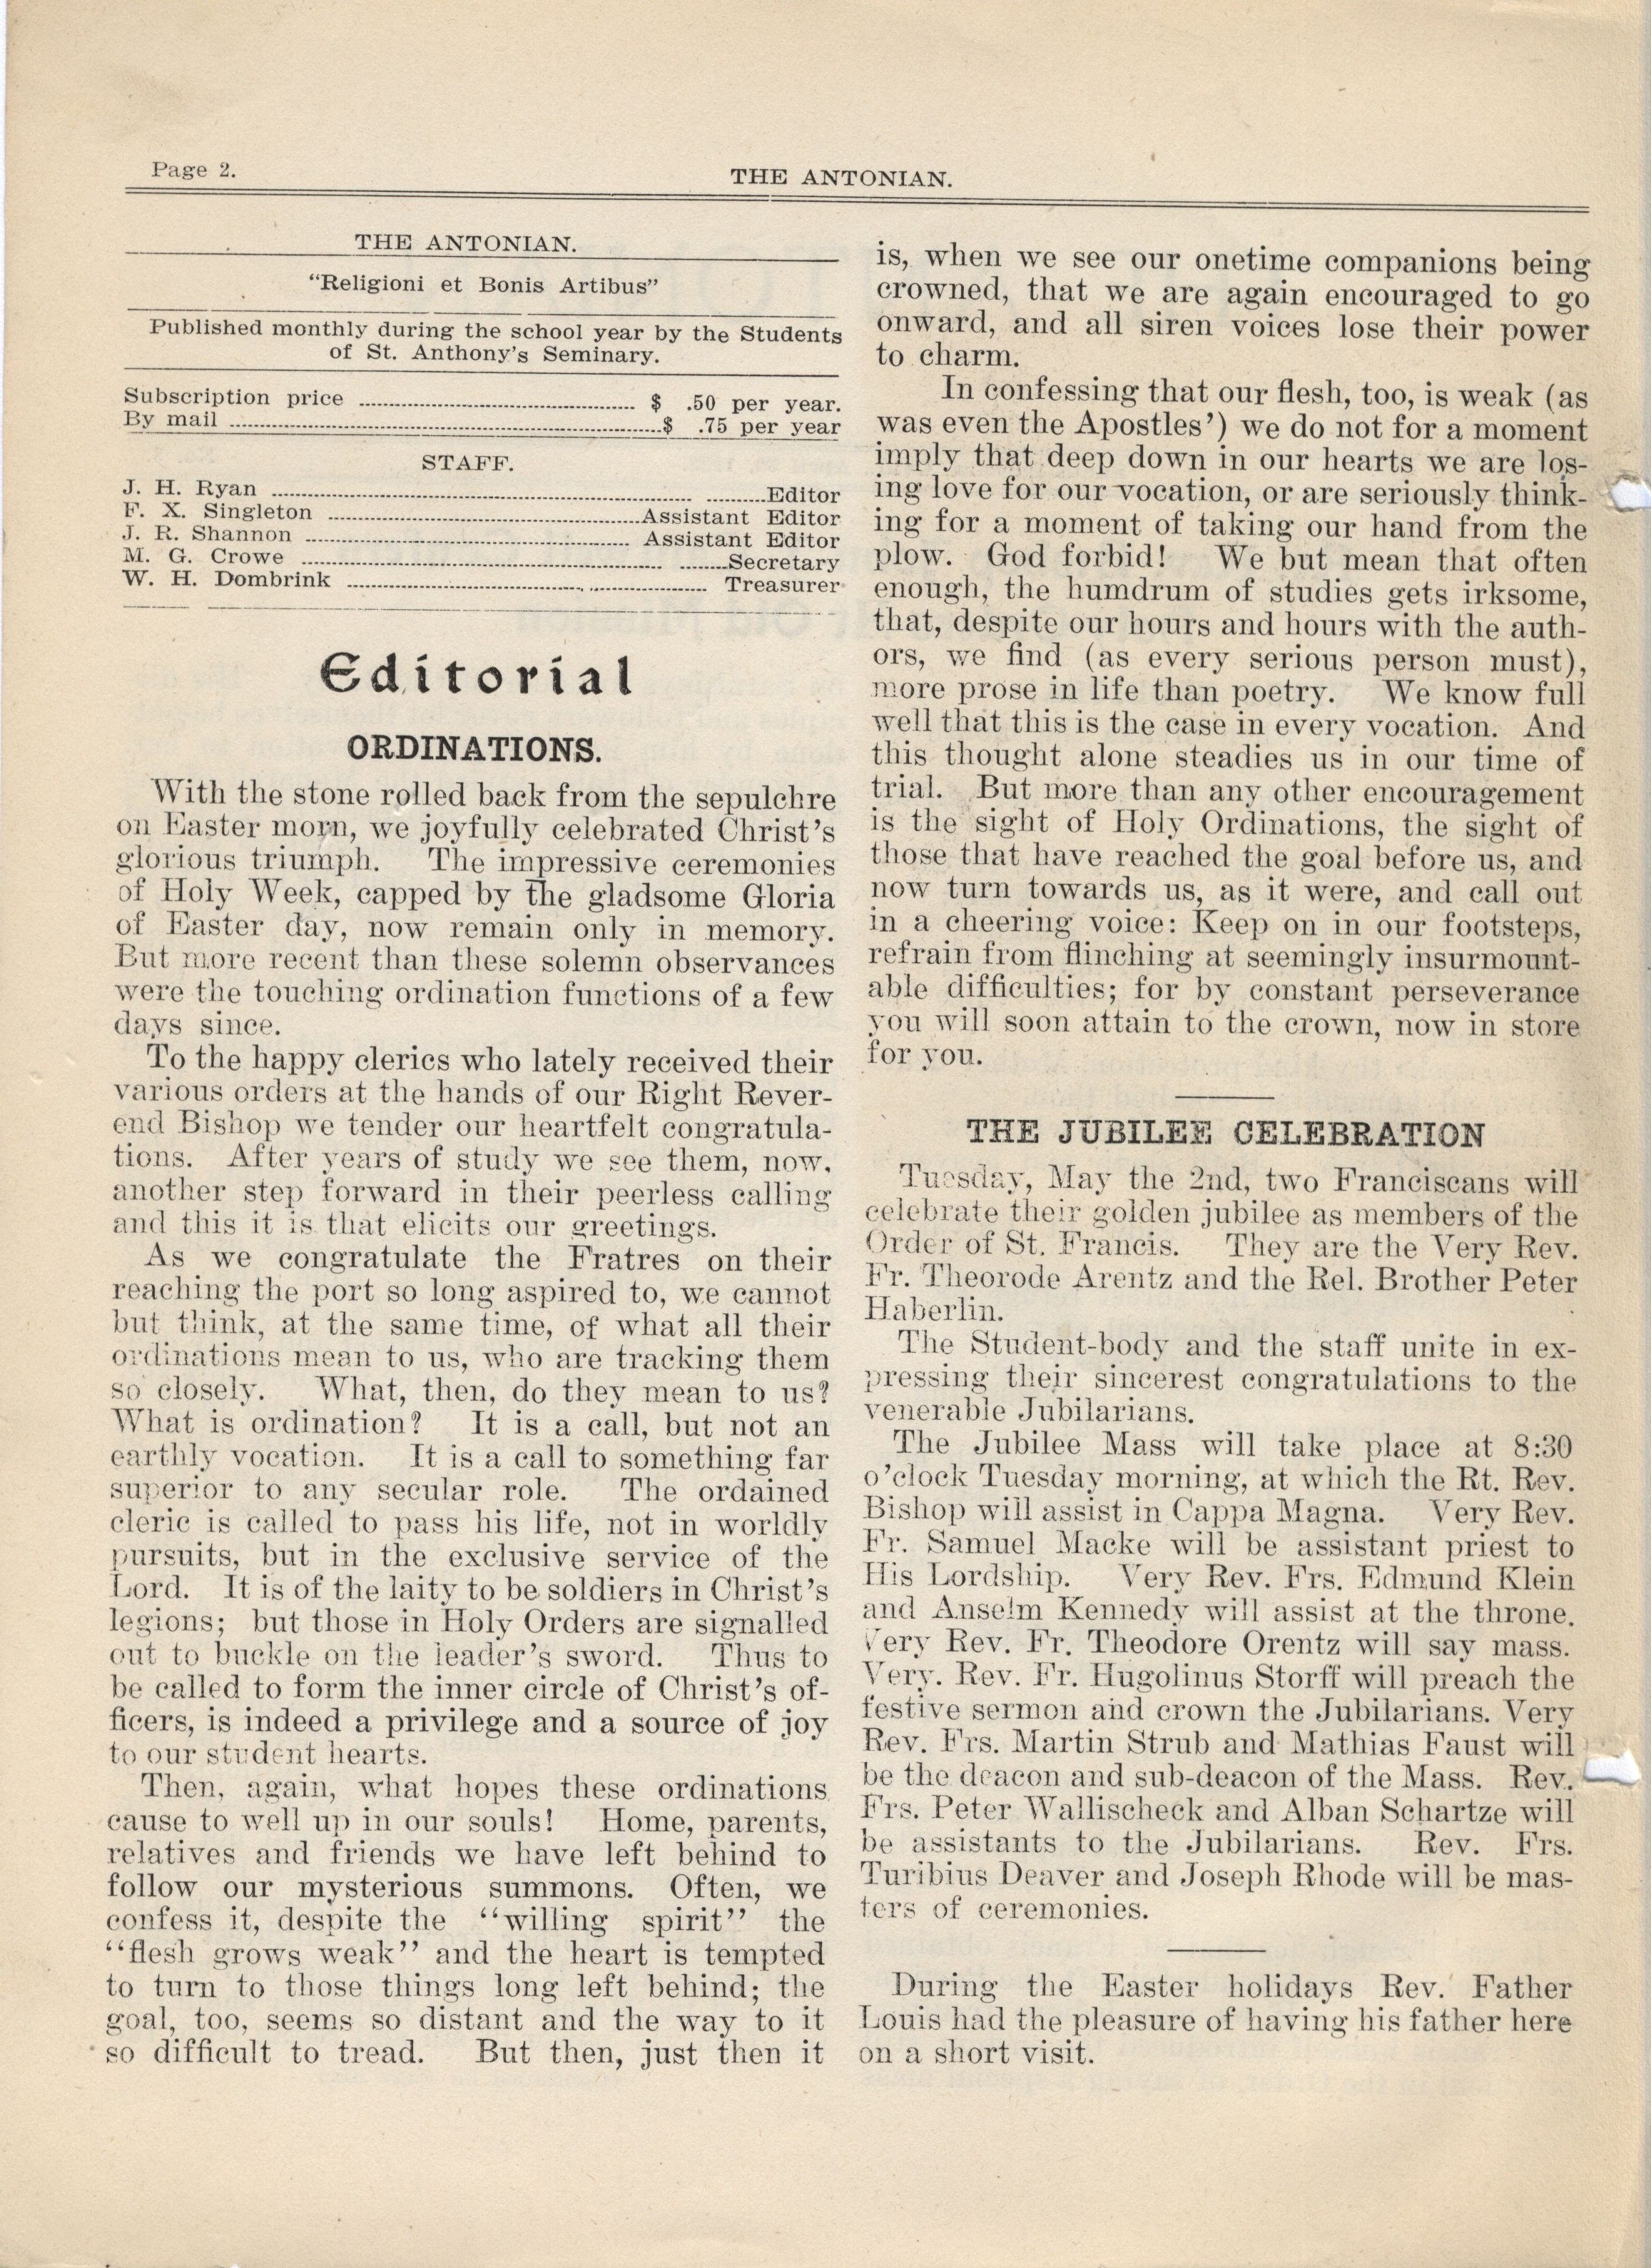 Page 2.
THE ANTONIAN.
THE ANTONIAN.
"Religioni et Bonis Artibus"
Published monthly during the school year by the Students
of St. Anthony's Seminary.
Subscription price ........ $ .50 per year.
By mail ........ $ .75 per year
STAFF.
J. H. Ryan ........ Editor
F. X. Singleton ........ Assistant Editor
J. R. Shannon ........ Assistant Editor
M. G. Crowe ........ Secretary
W. H. Dombrink ........ Treasurer
Editorial
ORDINATIONS.
With the stone rolled back from the sepulchre
on Easter morn, we joyfully celebrated Christ's
glorious triumph. The impressive ceremonies
of Holy Week, capped by the gladsome Gloria
of Easter day, now remain only in memory.
But more recent than these solemn observances
were the touching ordination functions of a few
days since.
To the happy clerics who lately received their
various orders at the hands of our Right Rever-
end Bishop we tender our heartfelt congratula-
tions. After years of study we see them, now,
another step forward in their peerless calling
and this it is that elicits our greetings.
As we congratulate the Fratres on their
reaching the port so long aspired to, we cannot
but think, at the same time, of what all their
ordinations mean to us, who are tracking them
so closely. What, then, do they mean to us?
What is ordination? It is a call, but not an
earthly vocation. It is a call to something far
superior to any secular role. The ordained
cleric is called to pass his life, not in worldly
pursuits, but in the exclusive service of the
Lord. It is of the laity to be soldiers in Christ's
legions; but those in Holy Orders are signalled
out to buckle on the leader's sword. Thus to
be called to form the inner circle of Christ's of-
ficers, is indeed a privilege and a source of joy
to our student hearts.
Then, again, what hopes these ordinations
cause to well up in our souls! Home, parents,
relatives and friends we have left behind to
follow our mysterious summons. Often, we
confess it, despite the "willing spirit" the
"flesh grows weak" and the heart is tempted
to turn to those things long left behind; the
goal, too, seems so distant and the way to it
so difficult to tread. But then, just then it
is, when we see our onetime companions being
crowned, that we are again encouraged to go
onward, and all siren voices lose their power
to charm.
In confessing that our flesh, too, is weak (as
was even the Apostles') we do not for a moment
imply that deep down in our hearts we are los-
ing love for our vocation, or are seriously think-
ing for a moment of taking our hand from the
plow. God forbid! We but mean that often
enough, the humdrum of studies gets irksome,
that, despite our hours and hours with the auth-
ors, we find (as every serious person must),
more prose in life than poetry. We know full
well that this is the case in every vocation. And
this thought alone steadies us in our time of
trial. But more than any other encouragement
is the sight of Holy Ordinations, the sight of
those that have reached the goal before us, and
now turn towards us, as it were, and call out
in a cheering voice: Keep on in our footsteps,
refrain from flinching at seemingly insurmount-
able difficulties; for by constant perseverance
you will soon attain to the crown, now in store
for you.
THE JUBILEE CELEBRATION
Tuesday, May the 2nd, two Franciscans will
celebrate their golden jubilee as members of the
Order of St. Francis. They are the Very Rev.
Fr. Theorode Arentz and the Rel. Brother Peter
Haberlin.
The Student-body and the staff unite in ex-
pressing their sincerest congratulations to the
venerable Jubilarians.
The Jubilee Mass will take place at 8:30
o'clock Tuesday morning, at which the Rt. Rev.
Bishop will assist in Cappa Magna. Very Rev.
Fr. Samuel Macke will be assistant priest to
His Lordship. Very Rev. Frs. Edmund Klein
and Anselm Kennedy will assist at the throne.
Very Rev. Fr. Theodore Orentz will say mass.
Very. Rev. Fr. Hugolinus Storff will preach the
festive sermon and crown the Jubilarians. Very
Rev. Frs. Martin Strub and Mathias Faust will
be the deacon and sub-deacon of the Mass. Rev.
Frs. Peter Wallischeck and Alban Schartze will
be assistants to the Jubilarians. Rev. Frs.
Turibius Deaver and Joseph Rhode will be mas-
ters of ceremonies.
During the Easter holidays Rev. Father
Louis had the pleasure of having his father here
on a short visit.